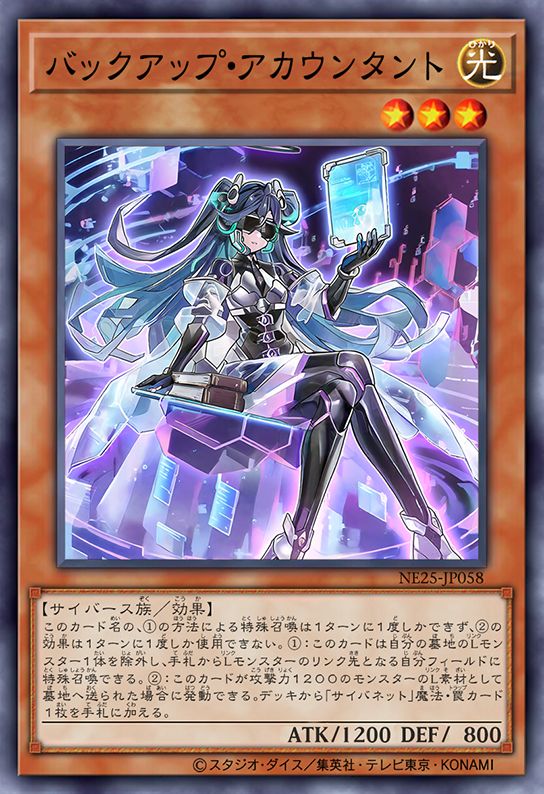 バックアップ・アカウンタント
光
NE25-JP058
【サイバース族／効果】
このカード名の、①の方法による特殊召喚は１ターンに１度しかできず、②の
効果は１ターンに１度しか使用できない。①：このカードは自分の墓地のＬモン
スター１体を除外し、手札からＬモンスターのリンク先となる自分フィールドに
特殊召喚できる。②：このカードが攻撃力１２００のモンスターのＬ素材として
墓地へ送られた場合に発動できる。デッキから「サイバネット」魔法・罠カード
１枚を手札に加える。
ATK/1200 DEF/ 800
©スタジオ・ダイス／集英社・テレビ東京・KONAMI